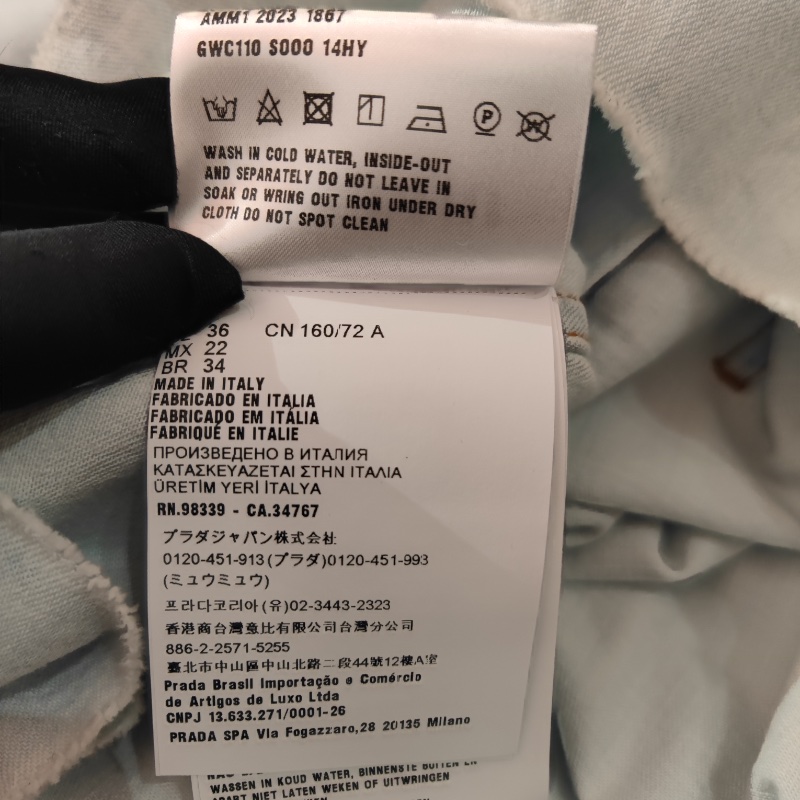 AMM1 2023 1867
GWC110 S000 14HY
P
W
WASH IN COLD WATER, INSIDE-OUT
AND SEPARATELY DO NOT LEAVE IN
SOAK OR WRING OUT IRON UNDER DRY
CLOTH DO NOT SPOT CLEAN
36 CN 160/72 A
MX 22
BR 34
MADE IN ITALY
FABRICADO EN ITALIA
FABRICADO EM ITÁLIA
FABRIQUÉ EN ITALIE
ПРОИЗВЕДЕНО В ИТАЛИЯ
ΚΑΤΑΣΚΕΥΑΖΕΤΑΙ ΣΤΗΝ ΙΤΑΛΙΑ
ÜRETİM YERİ İTALYA
RN.98339 - CA.34767
プラダジャパン株式会社
0120-451-913(プラダ)0120-451-993
(ミュウミュウ)
프라다코리아(유)02-3443-2323
香港商台灣意比有限公司台灣分公司
886-2-2571-5255
臺北市中山區中山北路二段44號12樓A室
Prada Brasil Importação e Comércio
de Artigos de Luxo Ltda
CNPJ 13.633.271/0001-26
PRADA SPA Via Fogazzaro,28 20135 Milano
WASSEN IN KOUD WATER, BINNENSTE BUITEN EN
APART NIET LATEN WEKEN OF UITWRINGEN